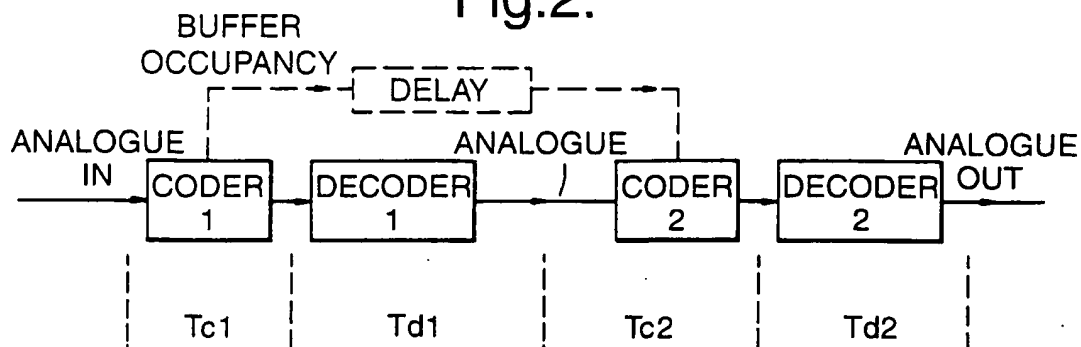 Fig.2.
BUFFER
OCCUPANCY
DELAY
ANALOGUE
IN
CODER
1
DECODER
1
ANALOGUE
CODER
2
DECODER
2
ANALOGUE
OUT
Tc1
Td1
Tc2
Td2